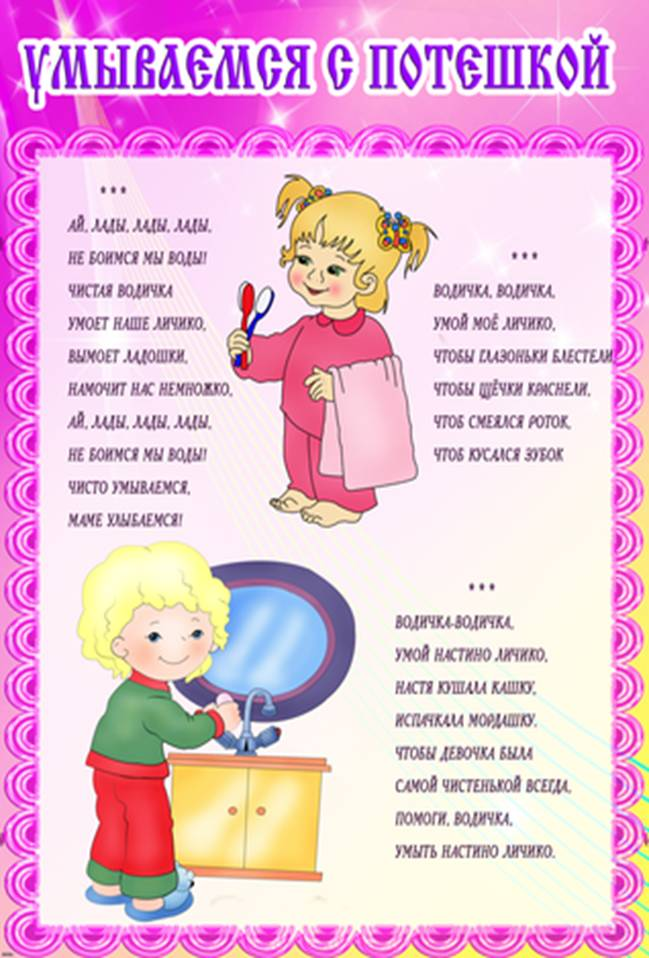 УМЫВАЕМСЯ С ПОТЕШКОЙ
* * *
АЙ, ЛАДЫ, ЛАДЫ, ЛАДЫ,
НЕ БОИМСЯ МЫ ВОДЫ!
ЧИСТАЯ ВОДИЧКА
УМОЕТ НАШЕ ЛИЧИКО,
ВЫМОЕТ ЛАДОШКИ,
НАМОЧИТ НАС НЕМНОЖКО,
АЙ, ЛАДЫ, ЛАДЫ, ЛАДЫ,
НЕ БОИМСЯ МЫ ВОДЫ!
ЧИСТО УМЫВАЕМСЯ,
МАМЕ УЛЫБАЕМСЯ!
* * *
ВОДИЧКА, ВОДИЧКА,
УМОЙ МОЁ ЛИЧИКО,
ЧТОБЫ ГЛАЗОНЬКИ БЛЕСТЕЛИ
ЧТОБЫ ЩЁЧКИ КРАСНЕЛИ,
ЧТОБ СМЕЯЛСЯ РОТОК,
ЧТОБ КУСАЛСЯ ЗУБОК
* * *
ВОДИЧКА-ВОДИЧКА,
УМОЙ НАСТИНО ЛИЧИКО,
НАСТЯ КУШАЛА КАШКУ,
ИСПАЧКАЛА МОРДАШКУ.
ЧТОБЫ ДЕВОЧКА БЫЛА
САМОЙ ЧИСТЕНЬКОЙ ВСЕГДА,
ПОМОГИ, ВОДИЧКА,
УМЫТЬ НАСТИНО ЛИЧИКО.